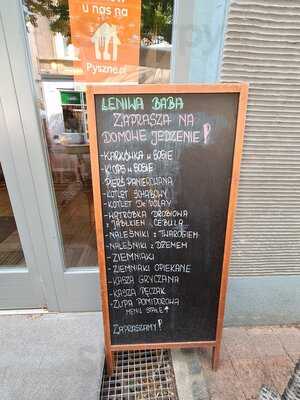 u nas na
Pyszne.pl
LENIWA BABA
ZAPRASZA NA
DOMOWE JEDZENIE!
-KARKÓWKA w SOSIE
-KLOPS w SOSIE
-PIERŚ PANIEROWANA
-KOTLET SCHABOWY
-KOTLET De VOLAY
-WĄTRÓBKA DROBIOWA
z JABŁKIEM I CEBULĄ
-NALEŚNIKI z TWAROGIEM
-NALEŚNIKI z DŻEMEM
-ZIEMNIAKI
-ZIEMNIAKI OPIEKANE
-KASZA GRYCZANA
-KASZA PĘCZAK
-ZUPA POMIDOROWA
MENU STAŁE↑
ZAPRASZAMY!